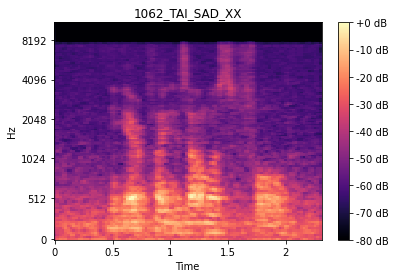 1062_TAI_SAD_XX
+0 dB
8192
-10 dB
4096
-20 dB
-30 dB
2048
Hz
-40 dB
1024
-50 dB
512
-60 dB
-70 dB
0
-80 dB
0 0.5 1 1.5 2
Time